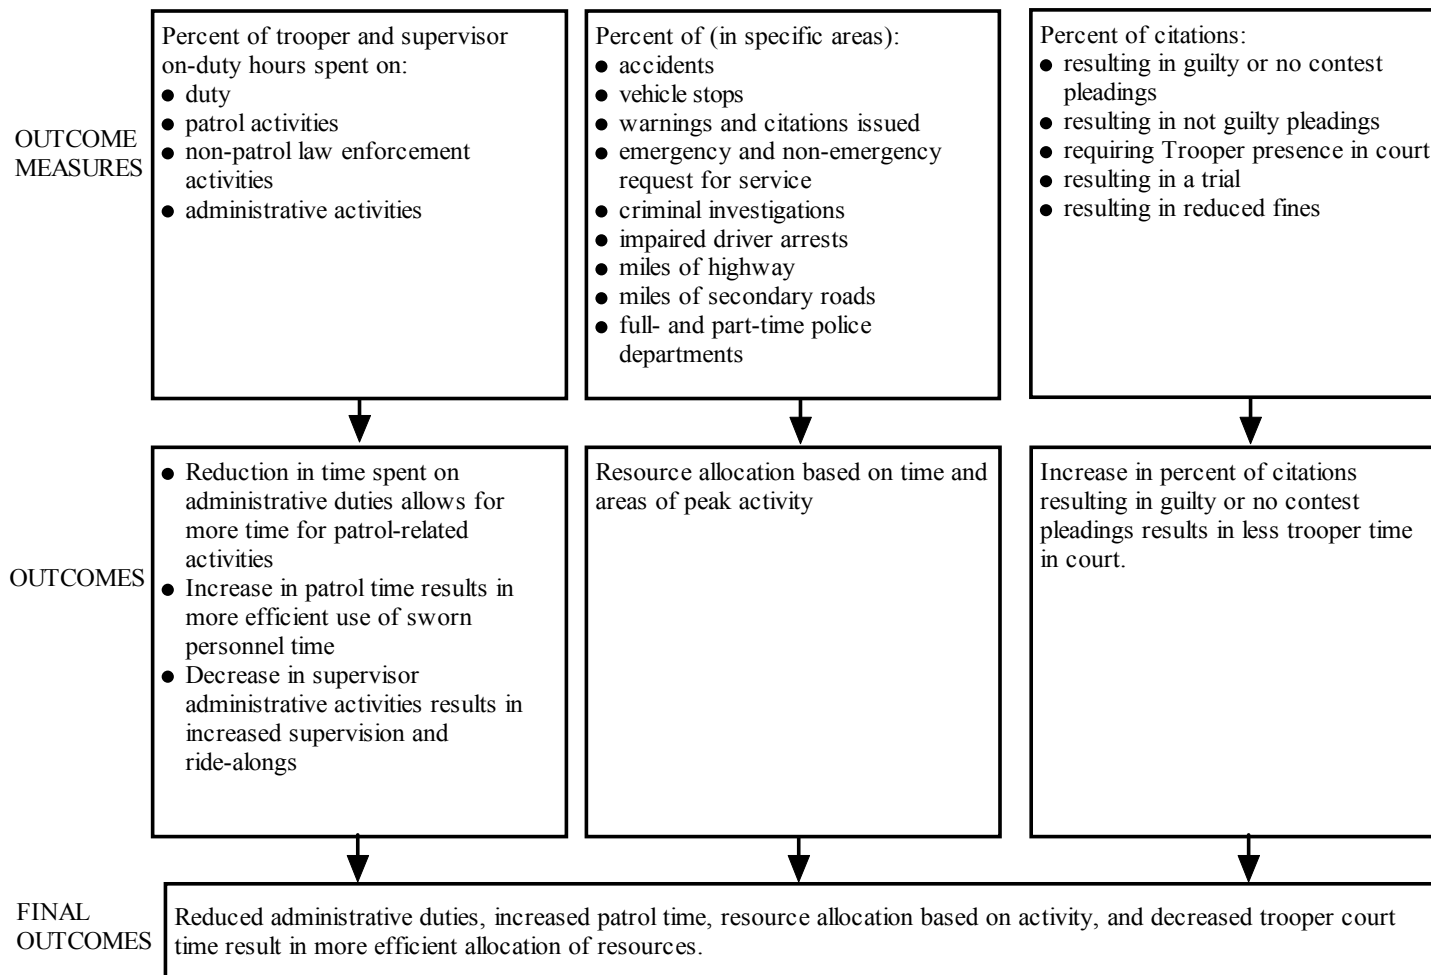 OUTCOME
MEASURES
Percent of trooper and supervisor
on-duty hours spent on:
● duty
● patrol activities
● non-patrol law enforcement
activities
● administrative activities
Percent of (in specific areas):
● accidents
● vehicle stops
● warnings and citations issued
● emergency and non-emergency
request for service
● criminal investigations
● impaired driver arrests
● miles of highway
● miles of secondary roads
● full- and part-time police
departments
Percent of citations:
● resulting in guilty or no contest
pleadings
● resulting in not guilty pleadings
● requiring Trooper presence in court
● resulting in a trial
● resulting in reduced fines
OUTCOMES
● Reduction in time spent on
administrative duties allows for
more time for patrol-related
activities
● Increase in patrol time results in
more efficient use of sworn
personnel time
● Decrease in supervisor
administrative activities results in
increased supervision and
ride-alongs
Resource allocation based on time and
areas of peak activity
Increase in percent of citations
resulting in guilty or no contest
pleadings results in less trooper time
in court.
FINAL
OUTCOMES
Reduced administrative duties, increased patrol time, resource allocation based on activity, and decreased trooper court
time result in more efficient allocation of resources.